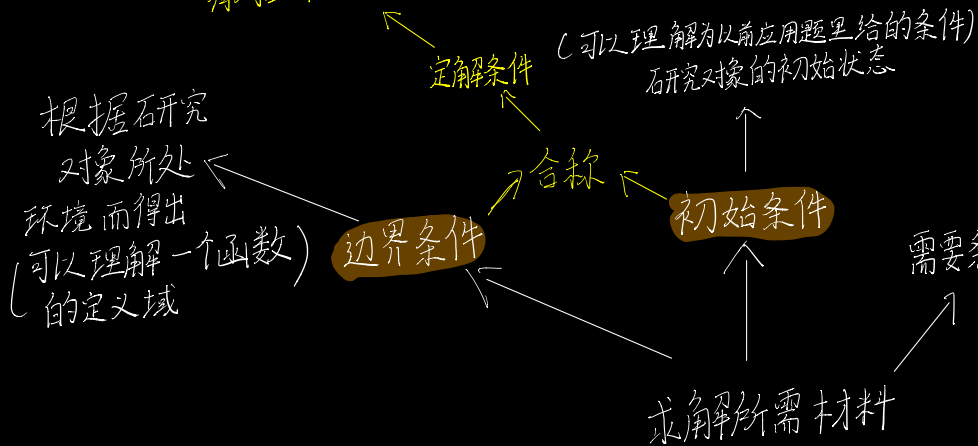 (可以理解为以前应用题里给的条件)
研究对象的初始状态
定解条件
根据研究
对象所处
环境而得出
(可以理解一个函数)
的定义域
合称
边界条件
初始条件
需要
求解所需材料